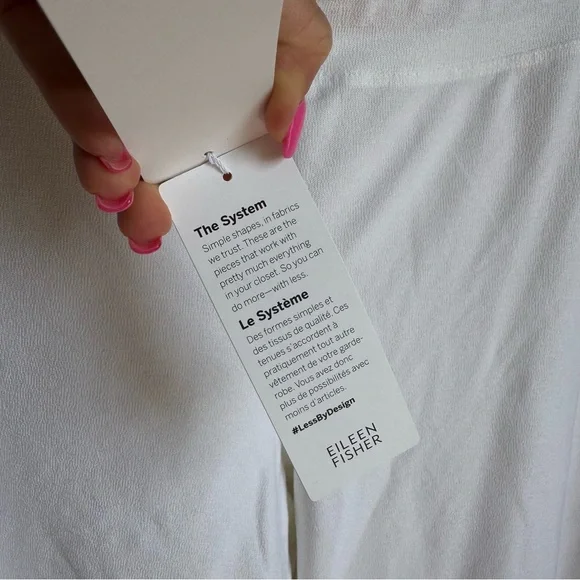 The System
Simple shapes, in fabrics
we trust. These are the
pieces that work with
pretty much everything
in your closet. So you can
do more—with less.
Le Système
Des formes simples et
des tissus de qualité. Ces
tenues s'accordent à
pratiquement tout autre
vêtement de votre garde-
robe. Vous avez donc
plus de possibilités avec
moins d'articles.
#LessByDesign
EILEEN
FISHER